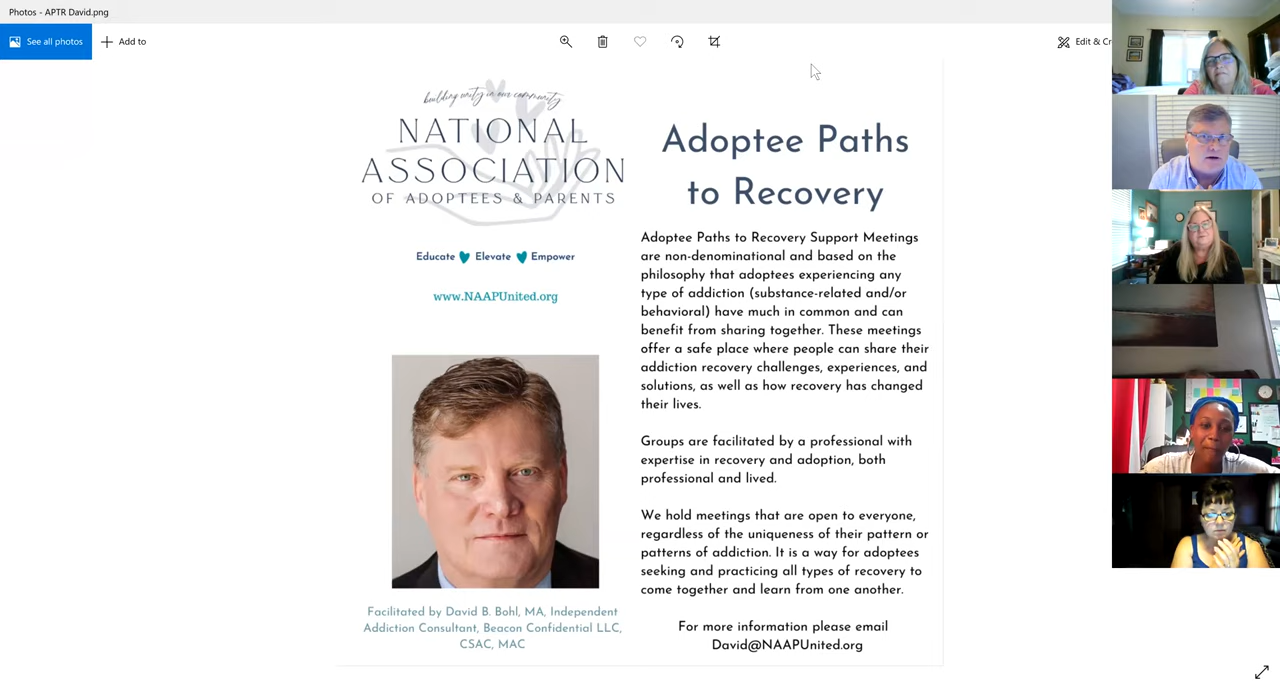 Photos - APTR David.png
See all photos
Add to
Edit & Cr
building unity in our community
NATIONAL
ASSOCIATION
OF ADOPTEES & PARENTS
Educate Elevate Empower
www.NAAPUnited.org
Facilitated by David B. Bohl, MA, Independent
Addiction Consultant, Beacon Confidential LLC,
CSAC, MAC
Adoptee Paths
to Recovery
Adoptee Paths to Recovery Support Meetings
are non-denominational and based on the
philosophy that adoptees experiencing any
type of addiction (substance-related and/or
behavioral) have much in common and can
benefit from sharing together. These meetings
offer a safe place where people can share their
addiction recovery challenges, experiences, and
solutions, as well as how recovery has changed
their lives.
Groups are facilitated by a professional with
expertise in recovery and adoption, both
professional and lived.
We hold meetings that are open to everyone,
regardless of the uniqueness of their pattern or
patterns of addiction. It is a way for adoptees
seeking and practicing all types of recovery to
come together and learn from one another.
For more information please email
David@NAAPUnited.org